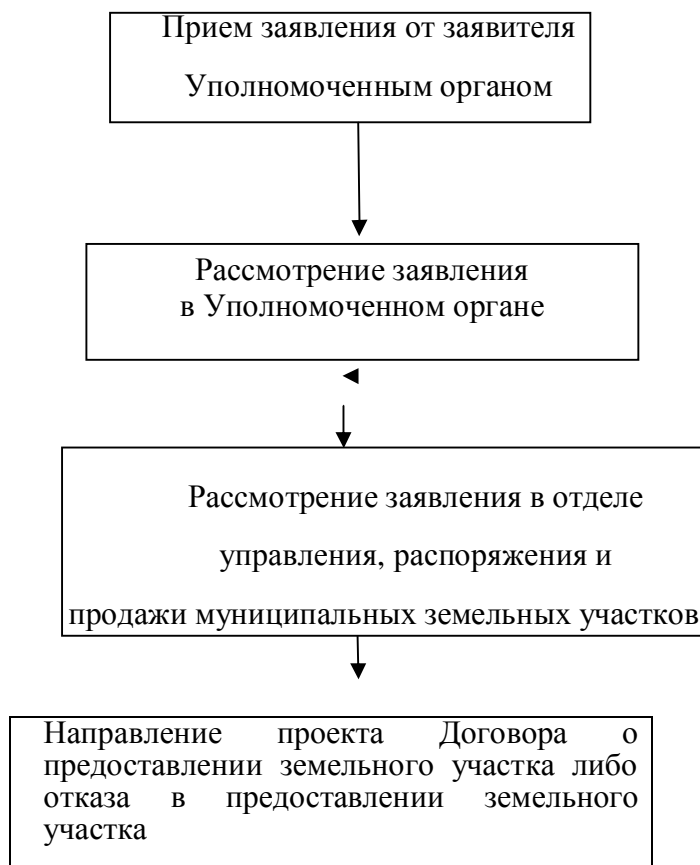 Прием заявления от заявителя
Уполномоченным органом
Рассмотрение заявления
в Уполномоченном органе
Рассмотрение заявления в отделе
управления, распоряжения и
продажи муниципальных земельных участков
Направление проекта Договора о
предоставлении земельного участка либо
отказа в предоставлении земельного
участка